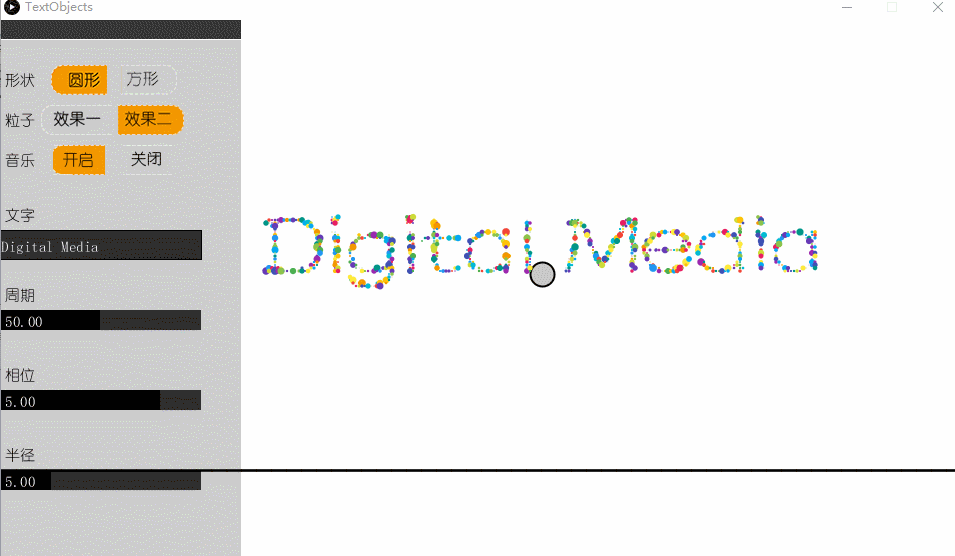 TextObjects
形状 圆形 方形
粒子 效果一 效果二
音乐 开启 关闭
文字
Digital Media
Digital Media
周期
50.00
相位
5.00
半径
5.00